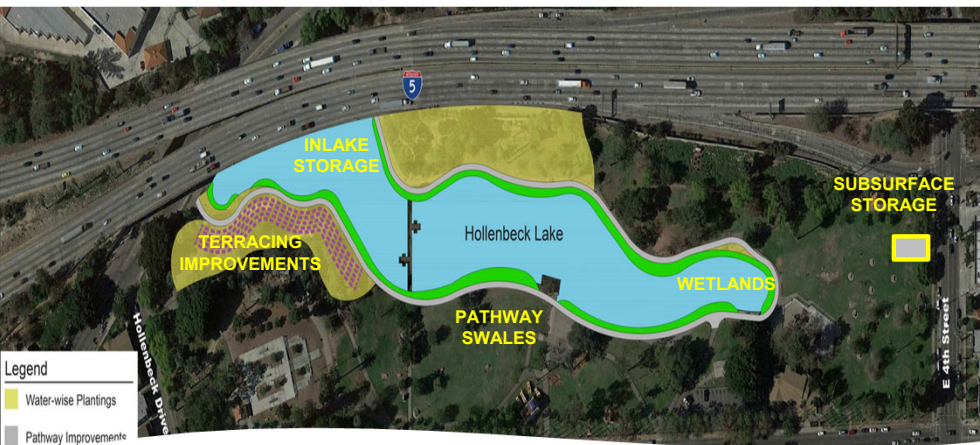 5
INLAKE
STORAGE
SUBSURFACE
STORAGE
Hollenbeck Lake
TERRACING
IMPROVEMENTS
WETLANDS
PATHWAY
SWALES
Hollenbeck Drive
E 4th Street
Legend
Water-wise Plantings
Pathway Improvements